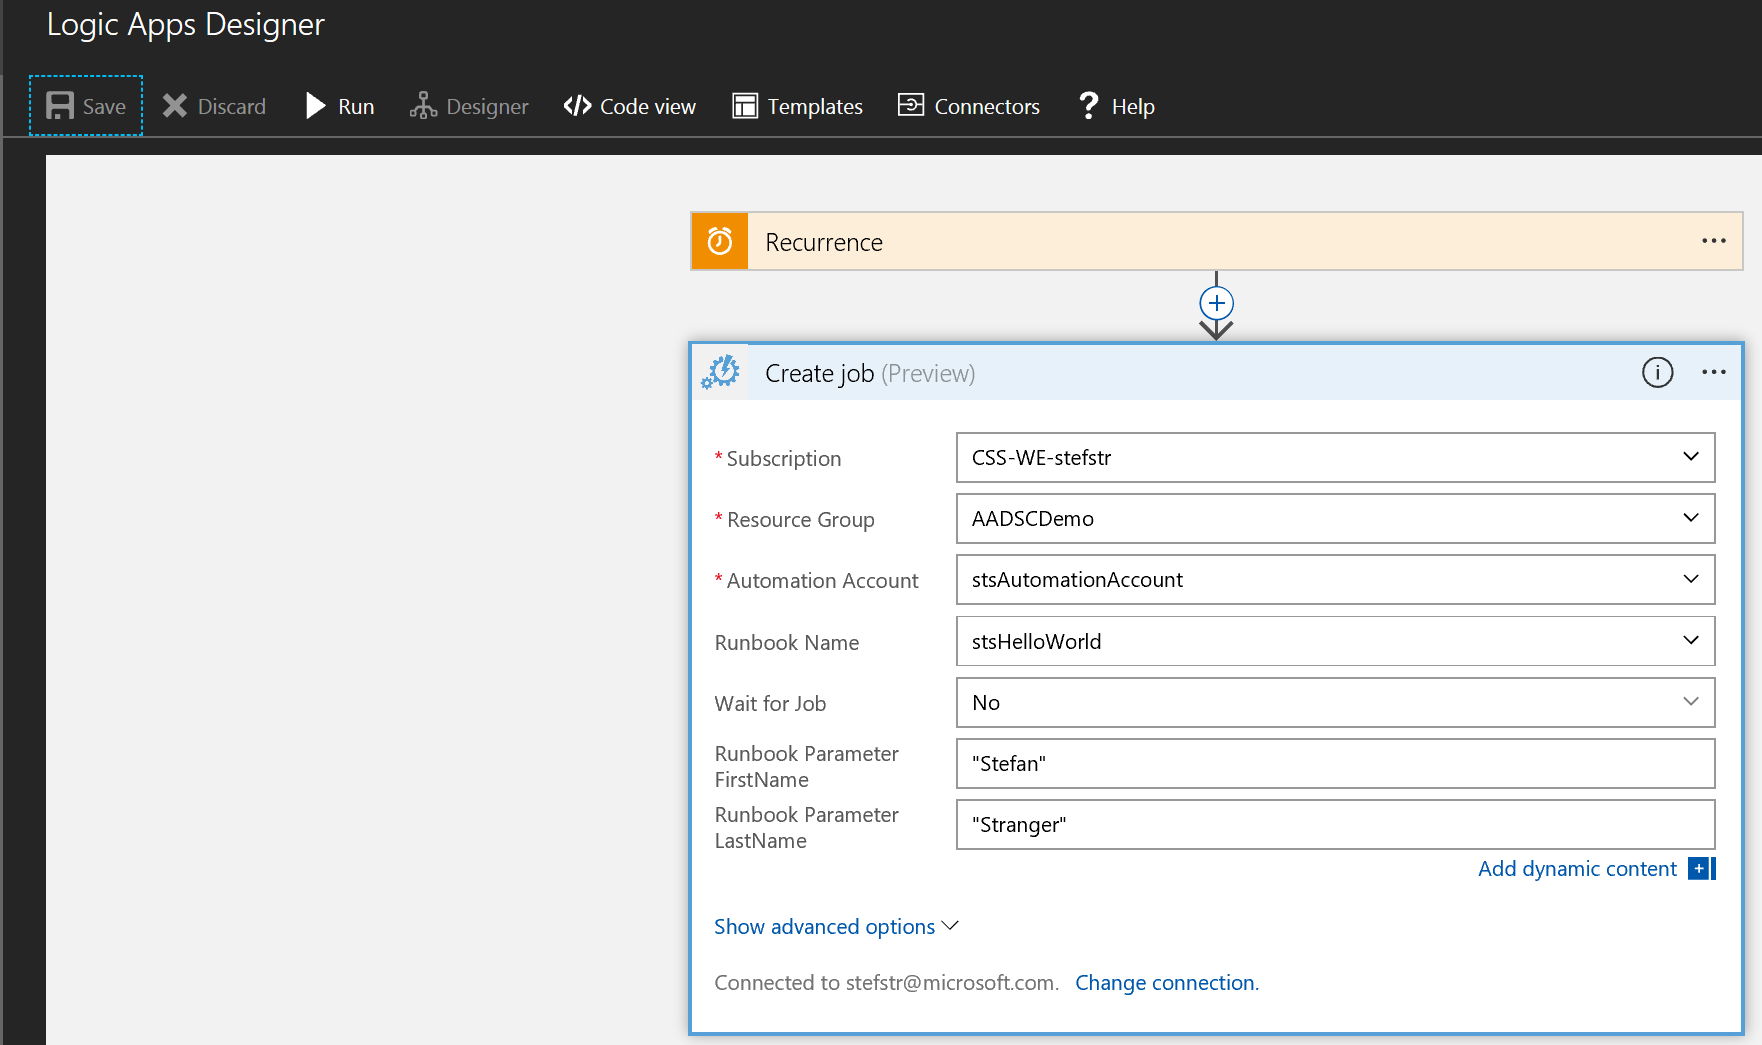 Logic Apps Designer
Save Discard Run Designer Code view Templates Connectors Help
Recurrence
Create job (Preview)
* Subscription CSS-WE-stefstr
* Resource Group AADSCDemo
* Automation Account stsAutomationAccount
Runbook Name stsHelloWorld
Wait for Job No
Runbook Parameter
FirstName
"Stefan"
Runbook Parameter
LastName
"Stranger"
Add dynamic content
Show advanced options
Connected to stefstr@microsoft.com. Change connection.